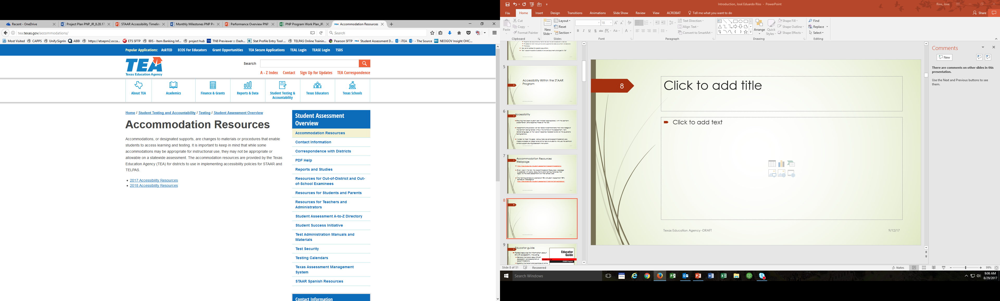 Recent - OneDrive
Project Plan PNP_JR_8.28.17.
STAAR Accessibility Timelin
Monthly Milestones PNP Pro
Performance Overview PNP
PNP Program Work Plan_JR.
Accommodation Resources
tea.texas.gov/accommodations/
Search
Most Visited
CAPPS
Unify:SignIn
ABBI
https://etsepm2.occa...
ETS SFTP
IBIS - Item Banking Inf...
project hub
TN8 Previewer ::: Dash...
Stat Profile Entry Tool ...
TELPAS Online Trainin...
Pearson SFTP
Student Assessment D...
iTEA
- The Source
NEOGOV Insight OHC...
Popular Applications: AskTED ECOS For Educators Grant Opportunities TEA Secure Applications TEAL Login TEASE Login TSDS
TEA
Texas Education Agency
Search
A - Z Index Contact Sign Up for Updates TEA Correspondence
About TEA
Academics
Finance & Grants
Reports & Data
Student Testing &
Accountability
Texas Educators
Texas Schools
Home / Student Testing and Accountability / Testing / Student Assessment Overview
Accommodation Resources
Accommodations, or designated supports, are changes to materials or procedures that enable
students to access learning and testing. It is important to keep in mind that while some
accommodations may be appropriate for instructional use, they may not be appropriate or
allowable on a statewide assessment. The accommodation resources are provided by the Texas
Education Agency (TEA) for districts to use in implementing accessibility policies for STAAR and
TELPAS.
2017 Accessibility Resources
2018 Accessibility Resources
Student Assessment
Overview
Accommodation Resources
Contact Information
Correspondence with Districts
PDF Help
Reports and Studies
Resources for Out-of-District and Out-
of-School Examinees
Resources for Students and Parents
Resources for Teachers and
Administrators
Student Assessment A-to-Z Directory
Student Success Initiative
Test Administration Manuals and
Materials
Test Security
Testing Calendars
Texas Assessment Management
System
STAAR Spanish Resources
Contact Information
Introduction, José Eduardo Ríos - PowerPoint
Rios, Jose
File Home Insert Design Transitions Animations Slide Show Review View ACROBAT Tell me what you want to do
Share
Paste
Cut
Copy
Format Painter
Clipboard
New
Slide
Layout
Reset
Section
Slides
18
Font
Text Direction
Align Text
Convert to SmartArt
Paragraph
Arrange
Quick
Styles
Shape Fill
Shape Outline
Shape Effects
Drawing
Find
Replace
Select
Editing
5
Accessibility Within the STAAR
Program
6
Accessibility
7
Accommodation Resources
Webpage
8
9
Educator guide
Posted resource for information about
STAAR accessibility, including
Educator
Guide
STAAR Program
8
Click to add title
Click to add text
Texas Education Agency -DRAFT
9/12/17
Comments
New
There are comments on other slides in this
presentation.
Use the Next and Previous buttons to see
them.
Slide 8 of 51
Recovered
Notes
99%
Search Windows
9:06 AM
8/29/2017